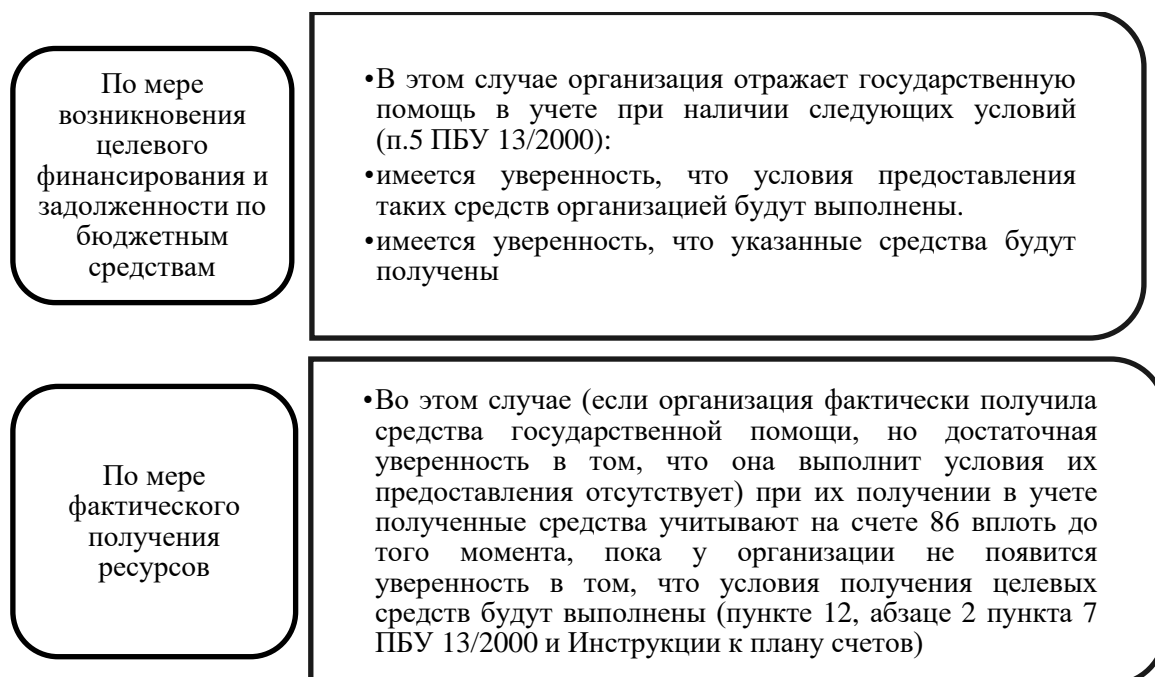 По мере
возникновения
целевого
финансирования и
задолженности по
бюджетным
средствам
•В этом случае организация отражает государственную
помощь в учете при наличии следующих условий
(п.5 ПБУ 13/2000):
•имеется уверенность, что условия предоставления
таких средств организацией будут выполнены.
•имеется уверенность, что указанные средства будут
получены
По мере
фактического
получения
ресурсов
•Во этом случае (если организация фактически получила
средства государственной помощи, но достаточная
уверенность в том, что она выполнит условия их
предоставления отсутствует) при их получении в учете
полученные средства учитывают на счете 86 вплоть до
того момента, пока у организации не появится
уверенность в том, что условия получения целевых
средств будут выполнены (пункте 12, абзаце 2 пункта 7
ПБУ 13/2000 и Инструкции к плану счетов)